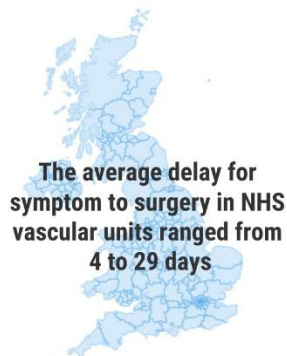 The average delay for
symptom to surgery in NHS
vascular units ranged from
4 to 29 days